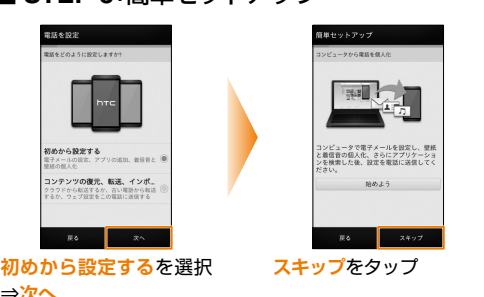 ■ STEP 3:簡単セットアップ
電話を設定
電話をどのように設定しますか?
htc
初めから設定する
電子メールの設定、アプリの追加、着信音と
壁紙の個人化
コンテンツの復元、転送、インポ...
クラウドから転送するか、古い電話から転送
するか、ウェブ設定をこの電話に送信する
戻る
次へ
初めから設定するを選択
⇒次へ
簡単セットアップ
コンピュータから電話を個人化
コンピュータで電子メールを設定し、壁紙
と着信音の個人化、さらにアプリケーショ
ンを検索した後、設定を電話に送信してく
ださい。
始めよう
戻る
スキップ
スキップをタップ